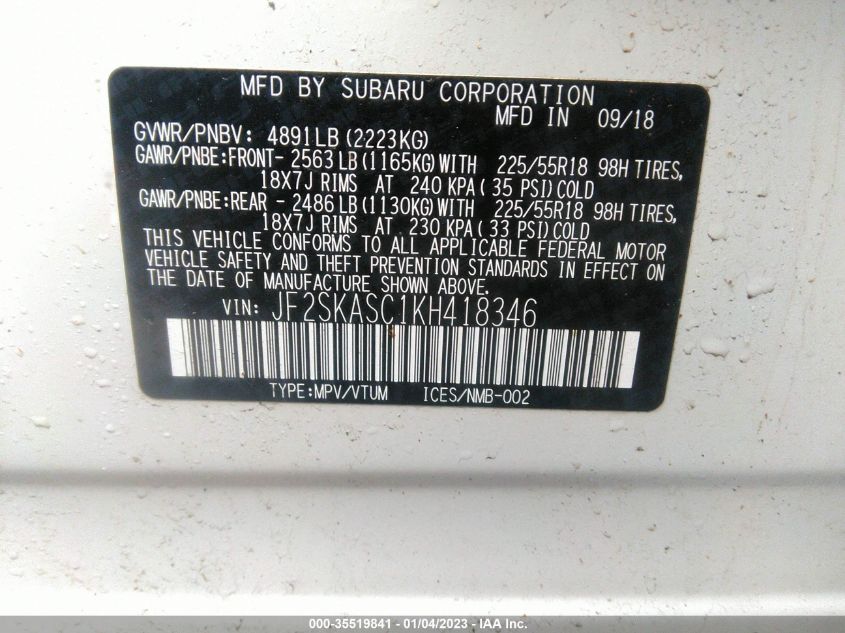 MFD BY SUBARU CORPORATION
MFD IN 09/18
GVWR/PNBV: 4891LB (2223KG)
GAWR/PNBE:FRONT- 2563 LB (1165KG) WITH 225/55R18 98H TIRES,
18X7J RIMS AT 240 KPA ( 35 PSI) COLD
GAWR/PNBE:REAR - 2486 LB (1130KG) WITH 225/55R18 98H TIRES,
18X7J RIMS AT 230 KPA ( 33 PSI) COLD
THIS VEHICLE CONFORMS TO ALL APPLICABLE FEDERAL MOTOR
VEHICLE SAFETY AND THEFT PREVENTION STANDARDS IN EFFECT ON
THE DATE OF MANUFACTURE SHOWN ABOVE.
VIN: JF2SKASC1KH418346
TYPE:MPV/VTUM ICES/NMB-002
000-35519841 - 01/04/2023 - IAA Inc.